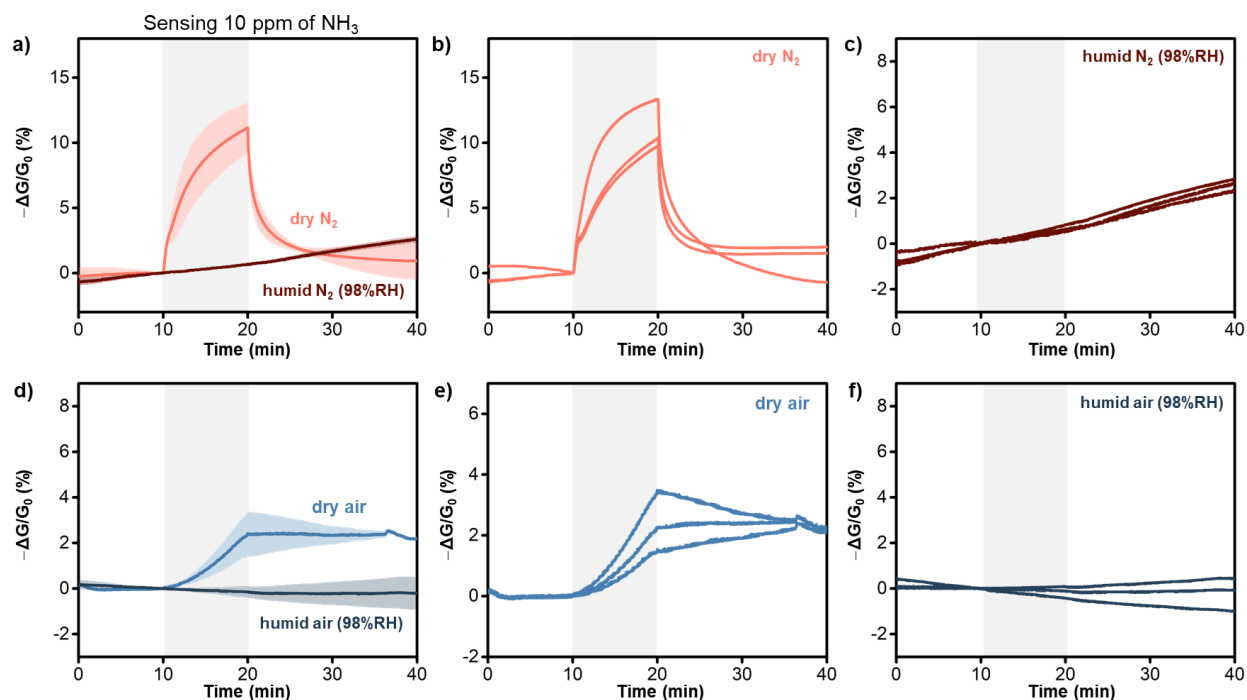 Sensing 10 ppm of NH₃
a)
−ΔG/G₀ (%)
15
10
5
0
dry N₂
humid N₂ (98%RH)
0 10 20 30 40
Time (min)
b)
−ΔG/G₀ (%)
15
10
5
0
dry N₂
0 10 20 30 40
Time (min)
c)
−ΔG/G₀ (%)
8
6
4
2
0
-2
humid N₂ (98%RH)
0 10 20 30 40
Time (min)
d)
−ΔG/G₀ (%)
8
6
4
2
0
-2
dry air
humid air (98%RH)
0 10 20 30 40
Time (min)
e)
−ΔG/G₀ (%)
6
4
2
0
-2
dry air
0 10 20 30 40
Time (min)
f)
−ΔG/G₀ (%)
8
6
4
2
0
-2
humid air (98%RH)
0 10 20 30 40
Time (min)